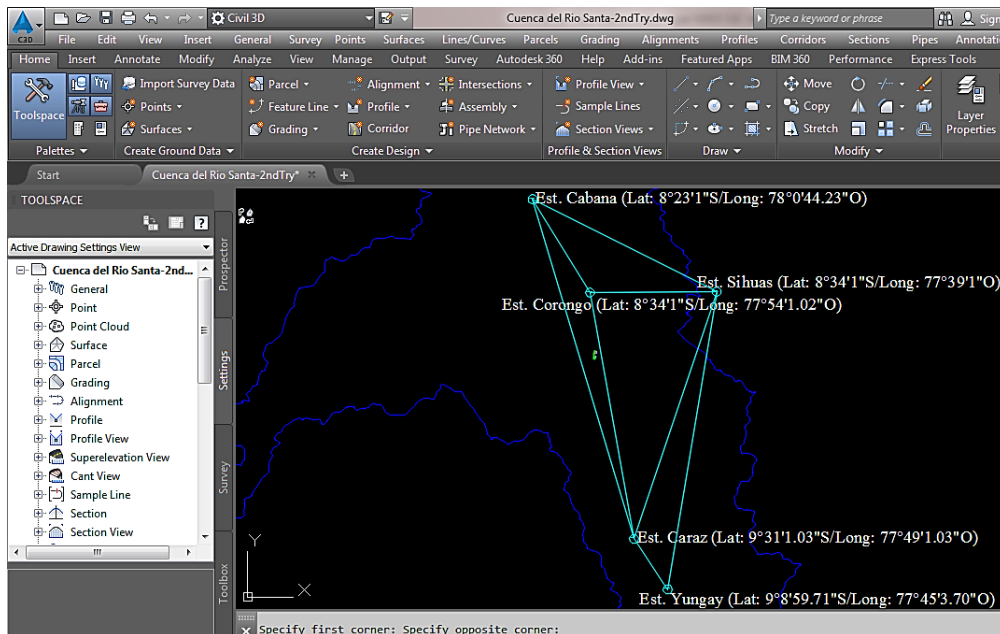 Civil 3D
Cuenca del Rio Santa-2ndTry.dwg
Type a keyword or phrase
Sign
C3D
File Edit View Insert General Survey Points Surfaces Lines/Curves Parcels Grading Alignments Profiles Corridors Sections Pipes Annotati
Home Insert Annotate Modify Analyze View Manage Output Survey Autodesk 360 Help Add-ins Featured Apps BIM 360 Performance Express Tools
Toolspace
Import Survey Data
Points
Surfaces
Parcel
Feature Line
Grading
Alignment
Profile
Corridor
Intersections
Assembly
Pipe Network
Profile View
Sample Lines
Section Views
Move
Copy
Stretch
Layer
Properties
Palettes Create Ground Data Create Design Profile & Section Views Draw Modify
Start Cuenca del Rio Santa-2ndTry*
TOOLSPACE
Active Drawing Settings View
Cuenca del Rio Santa-2nd...
General
Point
Point Cloud
Surface
Parcel
Grading
Alignment
Profile
Profile View
Superelevation View
Cant View
Sample Line
Section
Section View
Prospector
Settings
Survey
Toolbox
Est. Cabana (Lat: 8°23'1"S/Long: 78°0'44.23"O)
Est. Sihuas (Lat: 8°34'1"S/Long: 77°39'1"O)
Est. Corongo (Lat: 8°34'1"S/Long: 77°54'1.02"O)
Est. Caraz (Lat: 9°31'1.03"S/Long: 77°49'1.03"O)
Est. Yungay (Lat: 9°8'59.71"S/Long: 77°45'3.70"O)
Y
X
Specify first corner: Specify opposite corner: